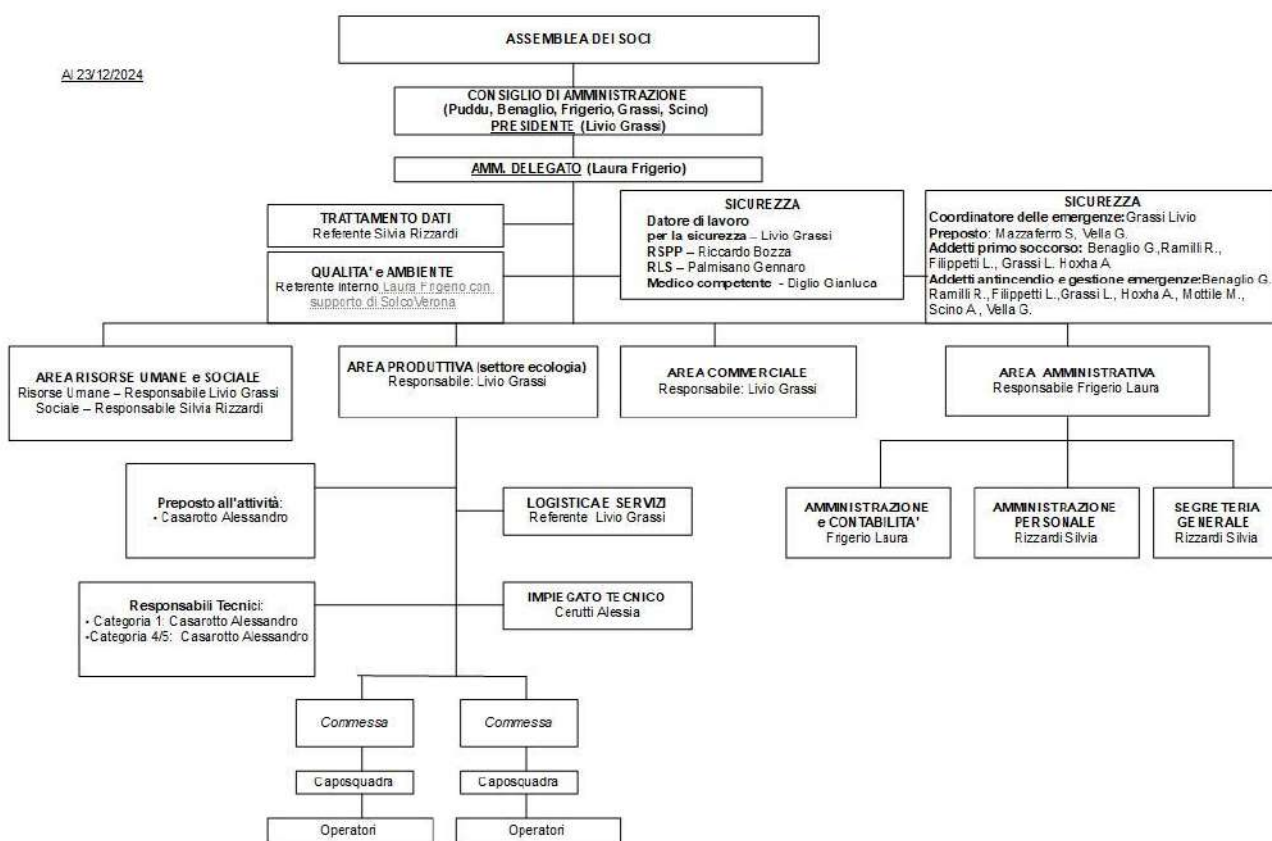 ASSEMBLEA DEI SOCI
Al 23/12/2024
CONSIGLIO DI AMMINISTRAZIONE
(Puddu, Benaglio, Frigerio, Grassi, Scino)
PRESIDENTE (Livio Grassi)
AMM. DELEGATO (Laura Frigerio)
TRATTAMENTO DATI
Referente Silvia Rizzardi
QUALITA' e AMBIENTE
Referente interno Laura Frigerio con
supporto di SolcoVerona
SICUREZZA
Datore di lavoro
per la sicurezza – Livio Grassi
RSPP – Riccardo Bozza
RLS – Palmisano Gennaro
Medico competente - Diglio Gianluca
SICUREZZA
Coordinatore delle emergenze: Grassi Livio
Preposto: Mazzaferro S, Vella G.
Addetti primo soccorso: Benaglio G., Ramilli R.,
Filippetti L., Grassi L. Hoxha A
Addetti antincendio e gestione emergenze: Benaglio G.
Ramilli R., Filippetti L., Grassi L., Hoxha A., Mottile M.,
Scino A., Vella G.
AREA RISORSE UMANE e SOCIALE
Risorse Umane – Responsabile Livio Grassi
Sociale – Responsabile Silvia Rizzardi
AREA PRODUTTIVA (settore ecologia)
Responsabile: Livio Grassi
AREA COMMERCIALE
Responsabile: Livio Grassi
AREA AMMINISTRATIVA
Responsabile Frigerio Laura
Preposto all'attività:
• Casarotto Alessandro
LOGISTICA E SERVIZI
Referente Livio Grassi
AMMINISTRAZIONE
e CONTABILITA'
Frigerio Laura
AMMINISTRAZIONE
PERSONALE
Rizzardi Silvia
SEGRETERIA
GENERALE
Rizzardi Silvia
Responsabili Tecnici:
• Categoria 1: Casarotto Alessandro
•Categoria 4/5: Casarotto Alessandro
IMPIEGATO TECNICO
Cerutti Alessia
Commessa
Commessa
Caposquadra
Caposquadra
Operatori
Operatori